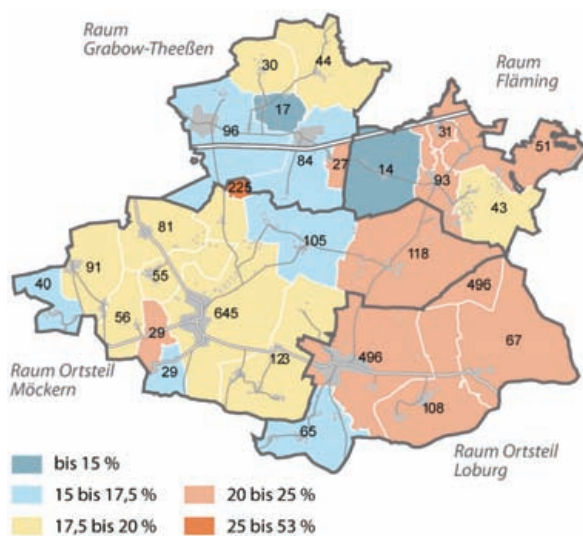 Raum
Grabow-Theeßen
44
30
Raum
Fläming
17
96
31
51
84
27
14
93
225
43
81
105
118
91
55
40
496
56
645
29
67
29
123
496
Raum Ortsteil
Möckern
108
65
Raum Ortsteil
Loburg
bis 15 %
15 bis 17,5 %
20 bis 25 %
17,5 bis 20 %
25 bis 53 %